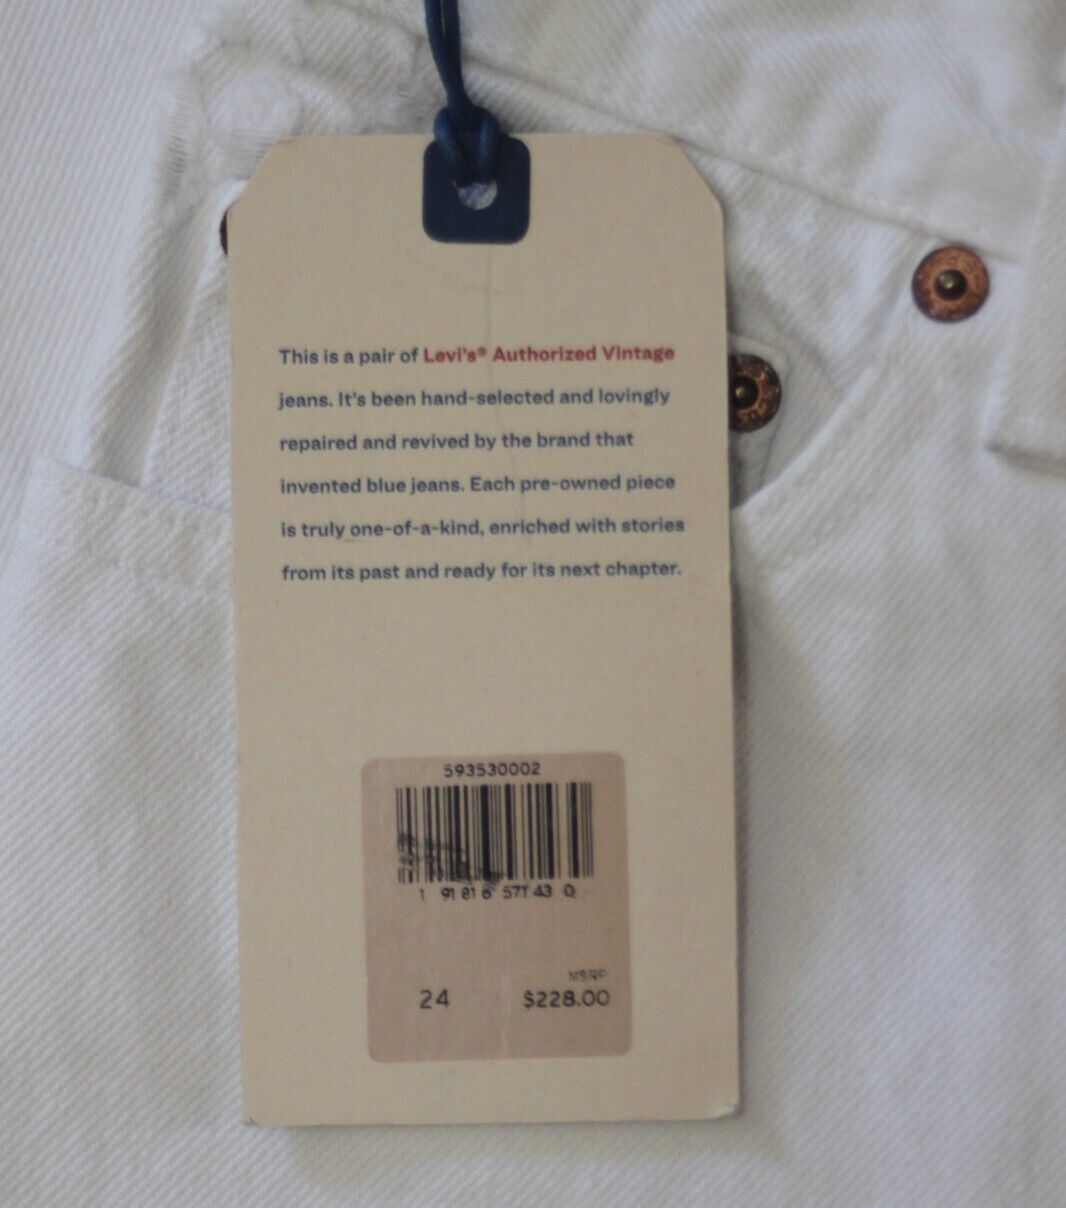 This is a pair of Levi's® Authorized Vintage
jeans. It's been hand-selected and lovingly
repaired and revived by the brand that
invented blue jeans. Each pre-owned piece
is truly one-of-a-kind, enriched with stories
from its past and ready for its next chapter.
593530002
1 91816 57143 0
MSRP
24 $228.00